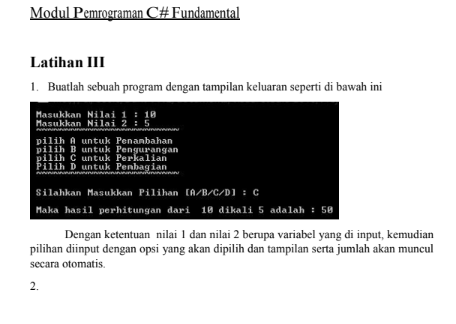 Modul Pemrograman C# Fundamental
Latihan III
1. Buatlah sebuah program dengan tampilan keluaran seperti di bawah ini
Masukkan Nilai 1 : 10
Masukkan Nilai 2 : 5
~~~~~~~~~~~~~~~~~~~~~~~~~~~~~
pilih A untuk Penambahan
pilih B untuk Pengurangan
pilih C untuk Perkalian
Pilih D untuk Pembagian
~~~~~~~~~~~~~~~~~~~~~~~~~~~~~
Silahkan Masukkan Pilihan [A/B/C/D] : C
Maka hasil perhitungan dari 10 dikali 5 adalah : 50
Dengan ketentuan nilai 1 dan nilai 2 berupa variabel yang di input, kemudian
pilihan diinput dengan opsi yang akan dipilih dan tampilan serta jumlah akan muncul
secara otomatis.
2.